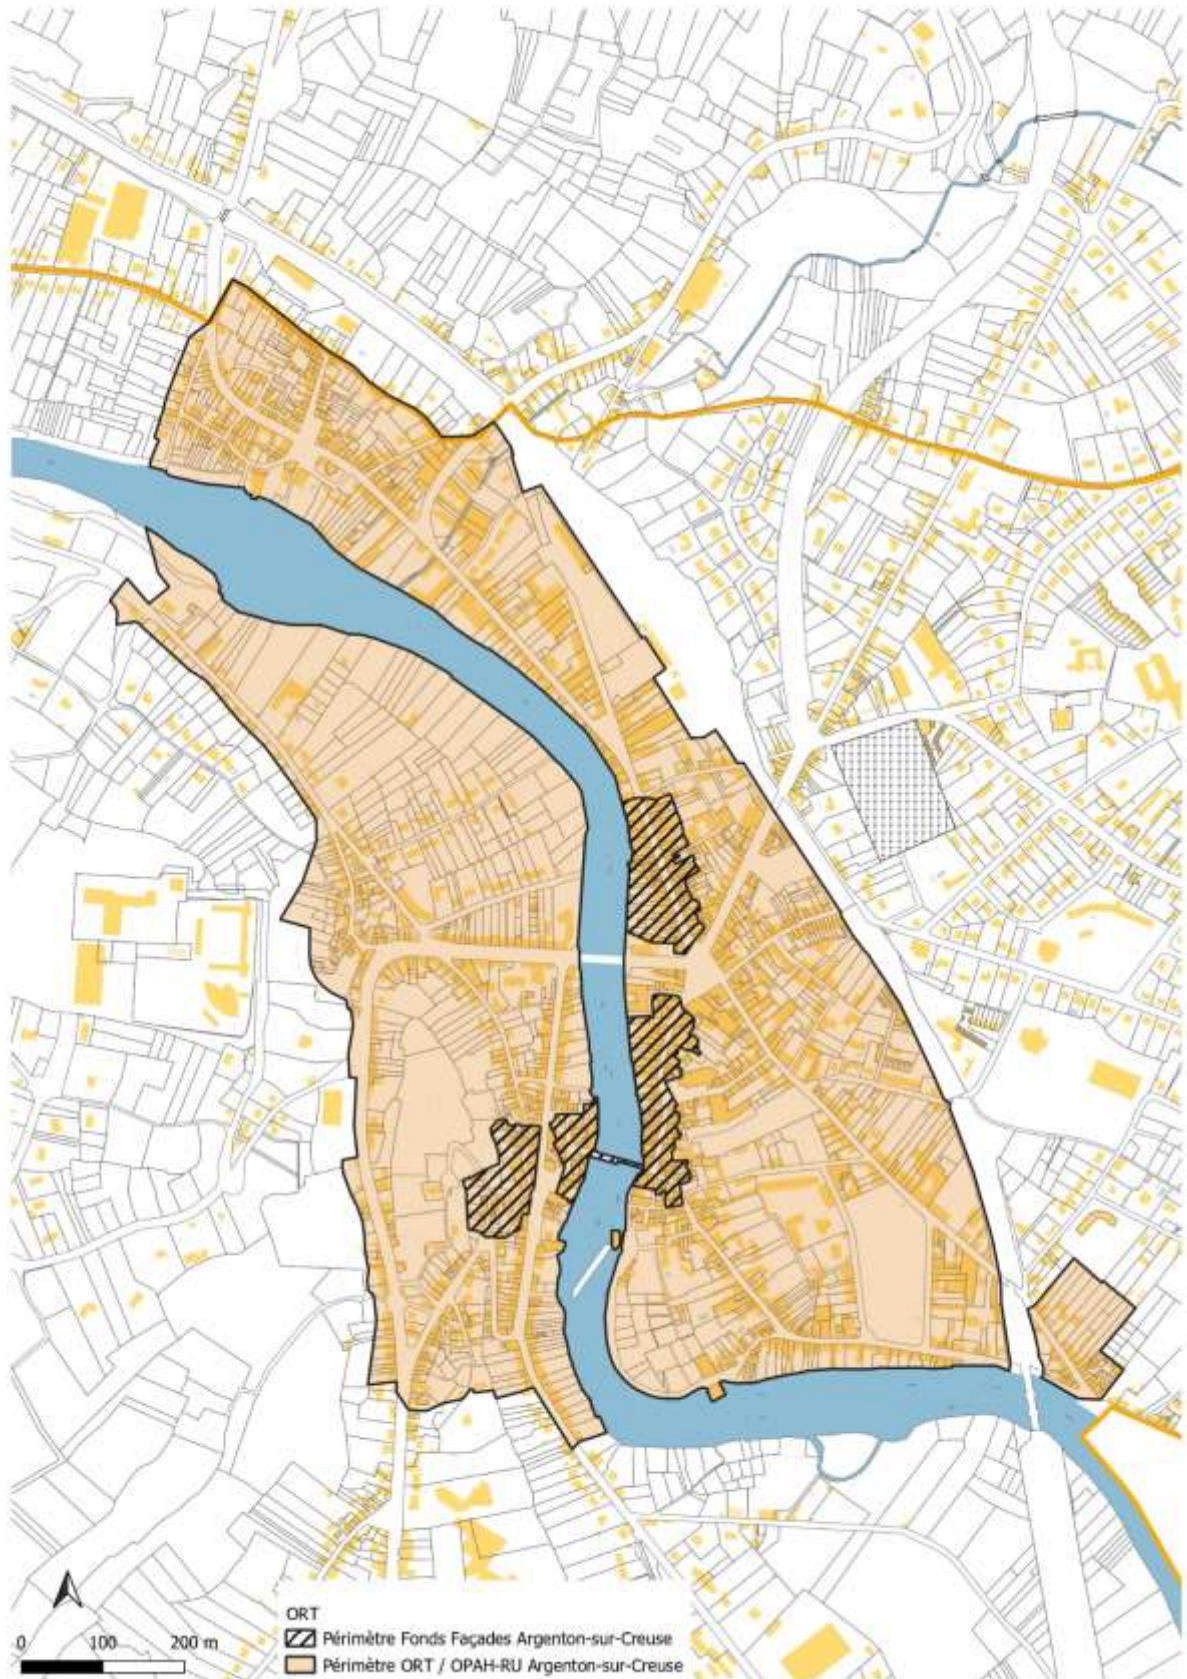 0 100 200 m
ORT
Périmètre Fonds Façades Argenton-sur-Creuse
Périmètre ORT / OPAH-RU Argenton-sur-Creuse